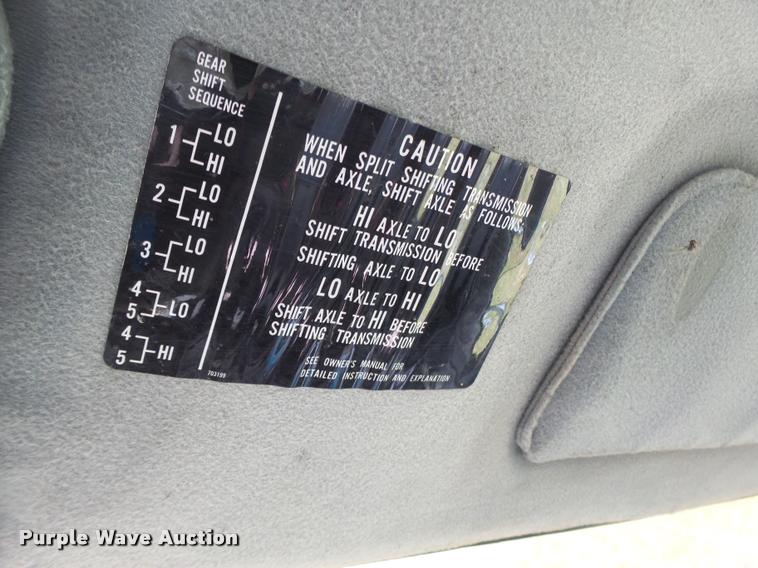 GEAR
SHIFT
SEQUENCE
1 LO
HI
2 LO
HI
3 LO
HI
4
5 LO
4
5 HI
703195
CAUTION
WHEN SPLIT SHIFTING TRANSMISSION
AND AXLE, SHIFT AXLE AS FOLLOWS:
HI AXLE TO LO
SHIFT TRANSMISSION BEFORE
SHIFTING AXLE TO LO
LO AXLE TO HI
SHIFT AXLE TO HI BEFORE
SHIFTING TRANSMISSION
SEE OWNER'S MANUAL FOR
DETAILED INSTRUCTION AND EXPLANATION
Purple Wave Auction